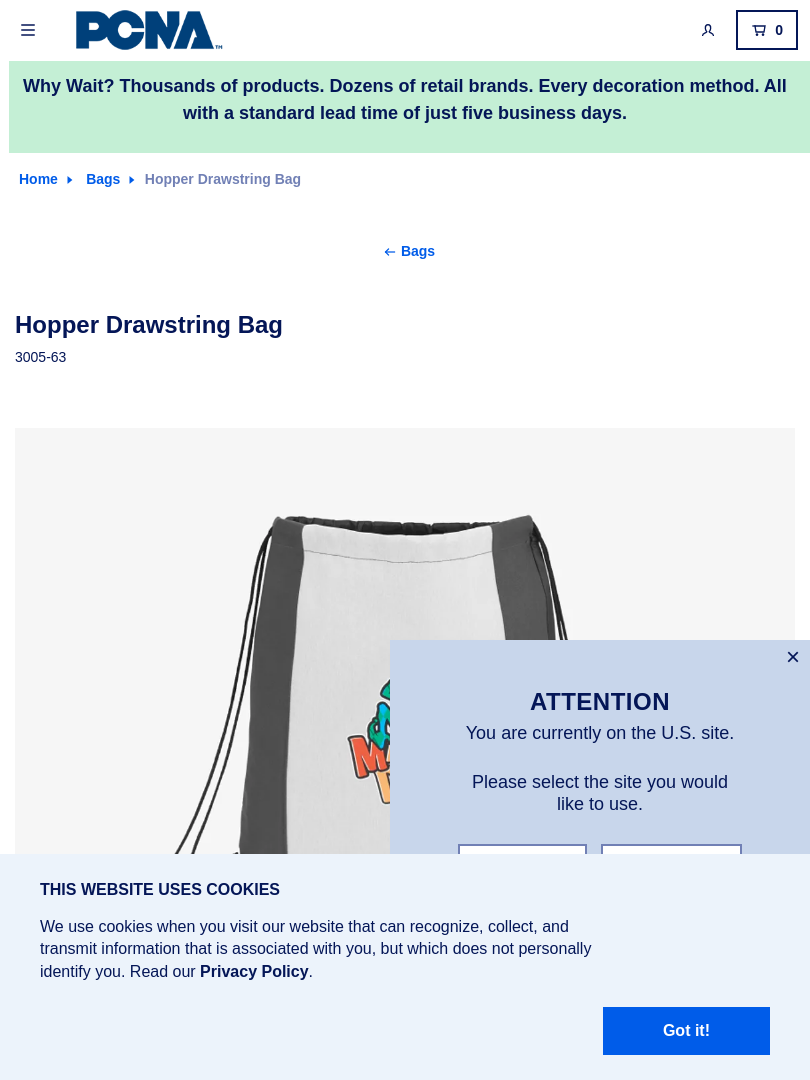 PCNA™
0
Why Wait? Thousands of products. Dozens of retail brands. Every decoration method. All
with a standard lead time of just five business days.
Home
Bags
Hopper Drawstring Bag
← Bags
Hopper Drawstring Bag
3005-63
ATTENTION
You are currently on the U.S. site.
Please select the site you would
like to use.
THIS WEBSITE USES COOKIES
We use cookies when you visit our website that can recognize, collect, and
transmit information that is associated with you, but which does not personally
identify you. Read our Privacy Policy.
Got it!